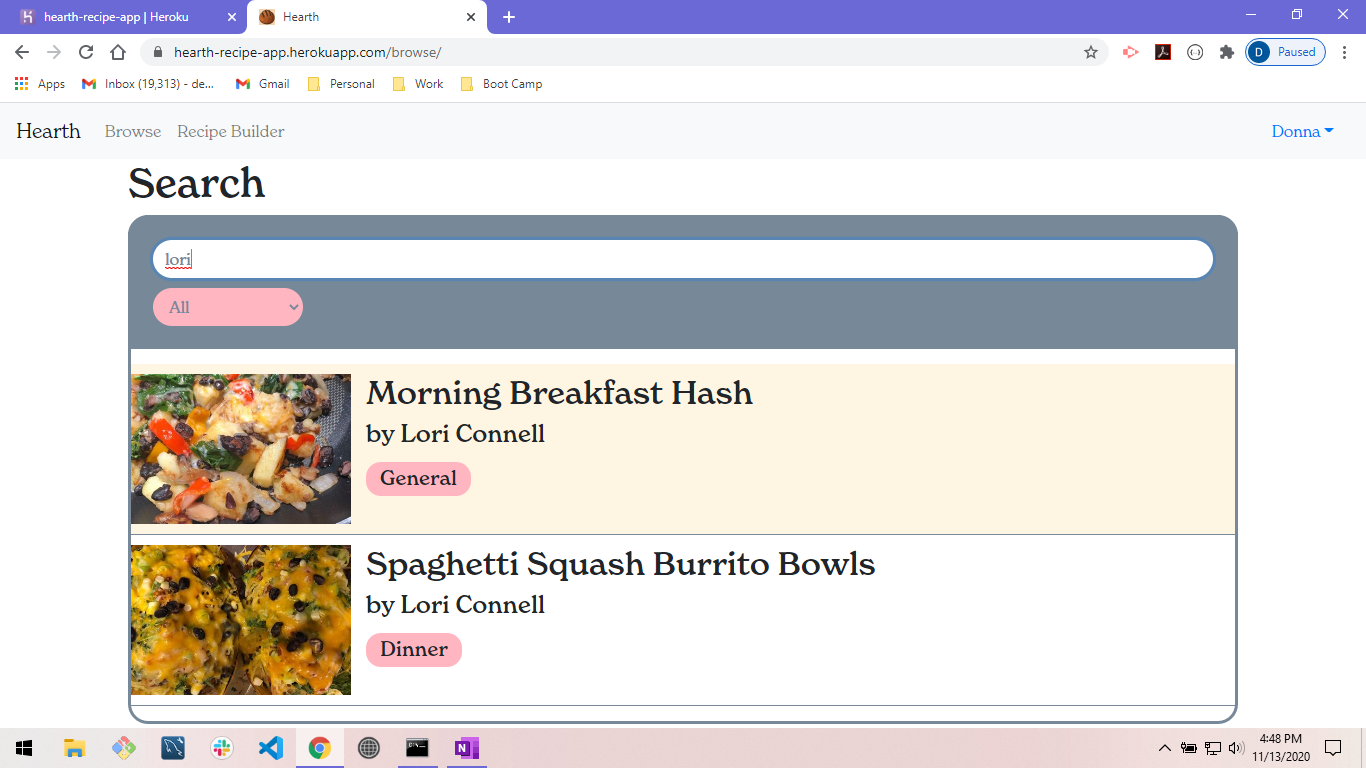 hearth-recipe-app | Heroku
Hearth
hearth-recipe-app.herokuapp.com/browse/
D Paused
Apps Inbox (19,313) - de... Gmail Personal Work Boot Camp
Hearth Browse Recipe Builder Donna
Search
lori
All
Morning Breakfast Hash
by Lori Connell
General
Spaghetti Squash Burrito Bowls
by Lori Connell
Dinner
4:48 PM
11/13/2020